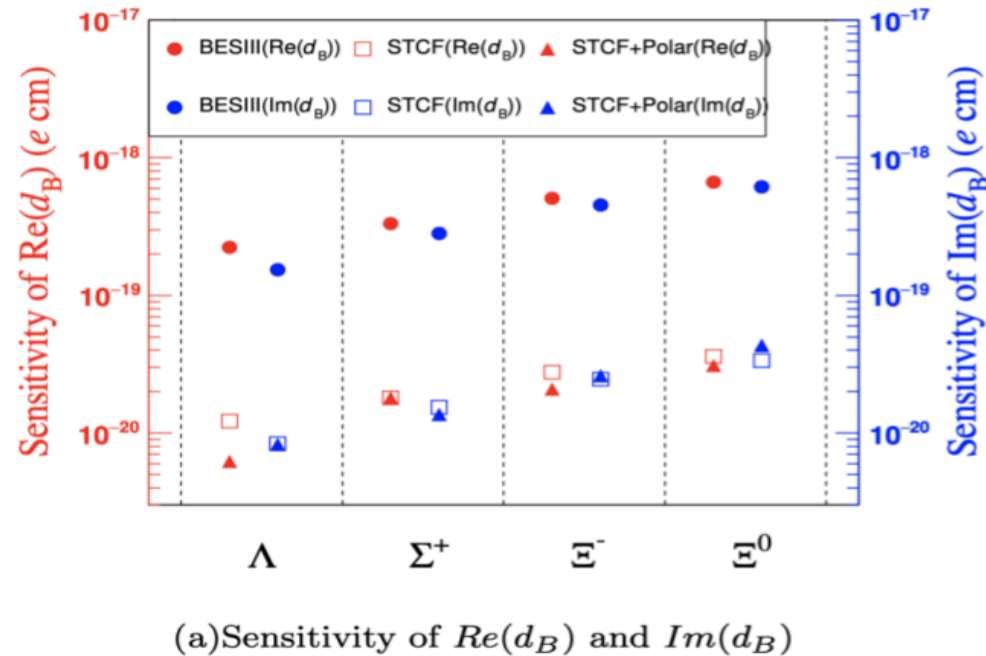 10⁻¹⁷ 10⁻¹⁷
BESIII(Re(d_B)) STCF(Re(d_B)) STCF+Polar(Re(d_B))
BESIII(Im(d_B)) STCF(Im(d_B)) STCF+Polar(Im(d_B))
10⁻¹⁸ 10⁻¹⁸
10⁻¹⁹ 10⁻¹⁹
10⁻²⁰ 10⁻²⁰
Sensitivity of Re(d_B) (e cm)
Sensitivity of Im(d_B) (e cm)
Λ Σ⁺ Ξ⁻ Ξ⁰
(a)Sensitivity of Re(d_B) and Im(d_B)